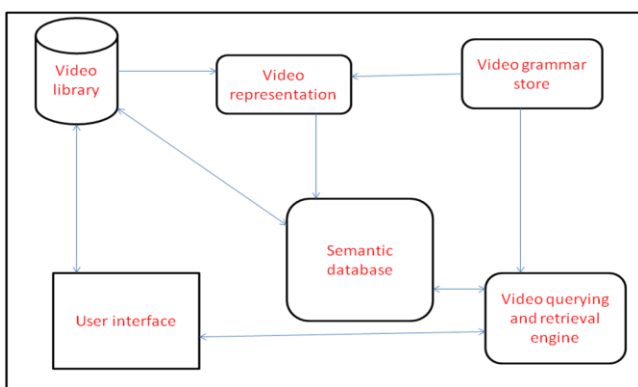 Video
library
Video
representation
Video grammar
store
Semantic
database
User interface
Video querying
and retrieval
engine